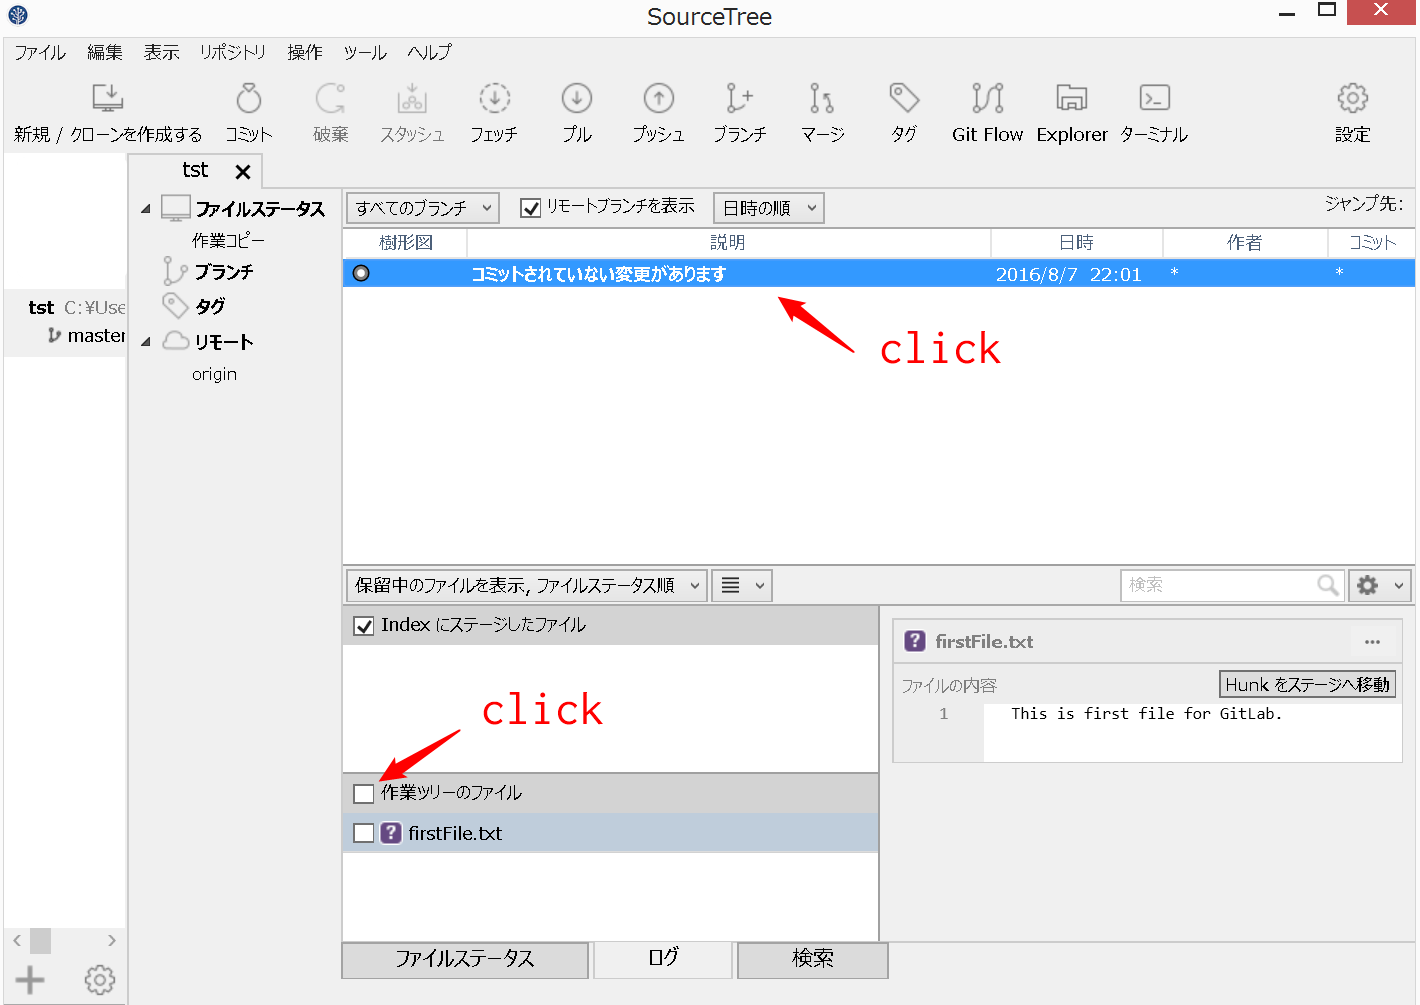 SourceTree
ファイル 編集 表示 リポジトリ 操作 ツール ヘルプ
新規 / クローンを作成する コミット 破棄 スタッシュ フェッチ プル プッシュ ブランチ マージ タグ Git Flow Explorer ターミナル 設定
tst
ファイルステータス
作業コピー
ブランチ
タグ
リモート
origin
tst C:¥Use
master
すべてのブランチ リモートブランチを表示 日時の順 ジャンプ先:
樹形図 説明 日時 作者 コミット
コミットされていない変更があります 2016/8/7 22:01 * *
click
保留中のファイルを表示, ファイルステータス順 検索
Index にステージしたファイル
click
作業ツリーのファイル
firstFile.txt
firstFile.txt ...
ファイルの内容 Hunk をステージへ移動
1 This is first file for GitLab.
ファイルステータス ログ 検索